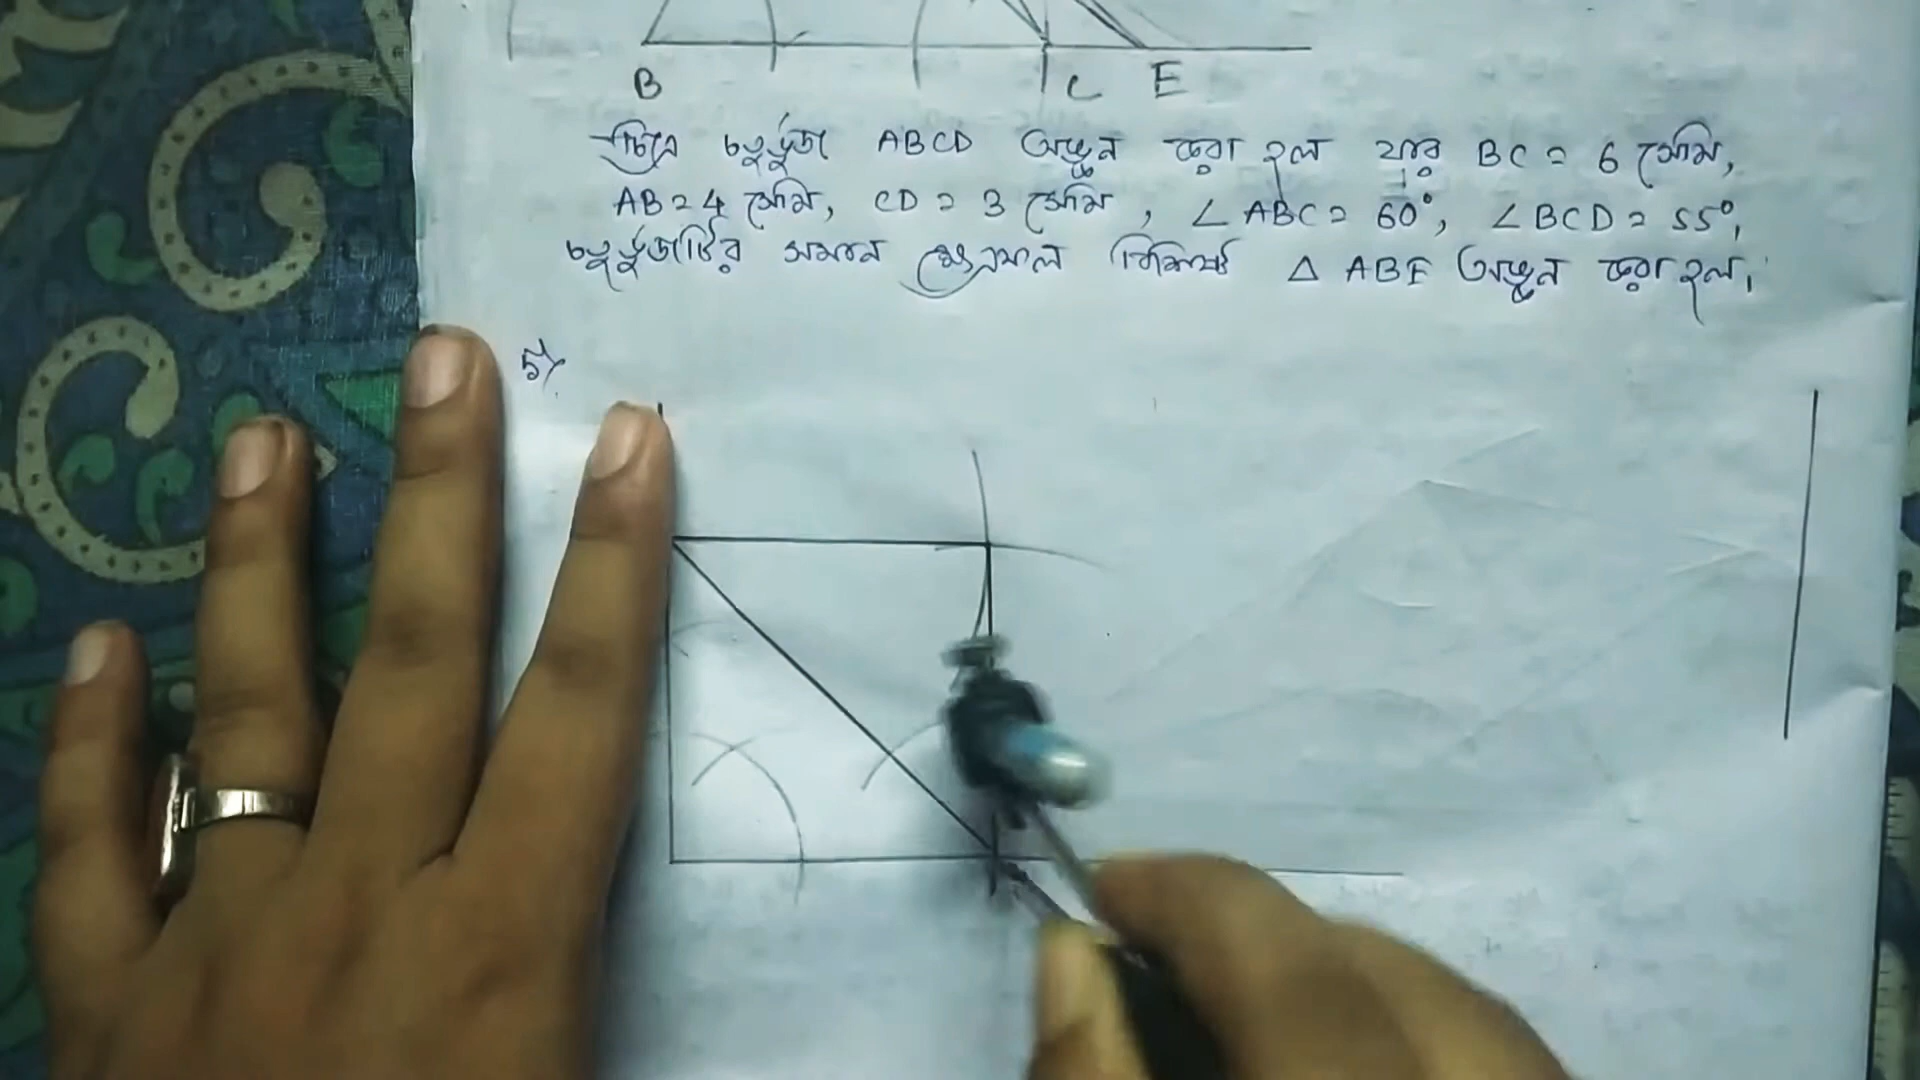 B C E
চিত্রে চতুর্ভুজ ABCD অঙ্কন করা হল যার BC = 6 সেমি,
AB = 4 সেমি, CD = 3 সেমি, ∠ABC = 60°, ∠BCD = 55°,
চতুর্ভুজটির সমান ক্ষেত্রফল বিশিষ্ট △ ABE অঙ্কন করা হল।